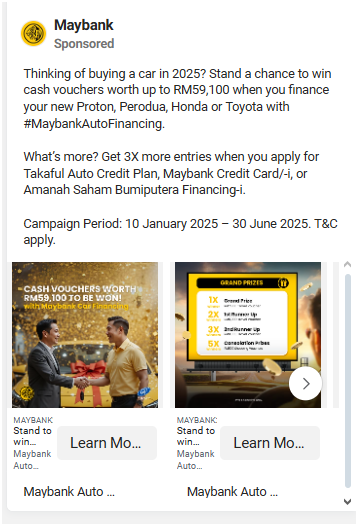 Maybank
Sponsored
Thinking of buying a car in 2025? Stand a chance to win
cash vouchers worth up to RM59,100 when you finance
your new Proton, Perodua, Honda or Toyota with
#MaybankAutoFinancing.
What's more? Get 3X more entries when you apply for
Takaful Auto Credit Plan, Maybank Credit Card/-i, or
Amanah Saham Bumiputera Financing-i.
Campaign Period: 10 January 2025 – 30 June 2025. T&C
apply.
CASH VOUCHERS WORTH
RM59,100 TO BE WON!
with Maybank Car Financing
GRAND PRIZES
1X Grand Prize
2X 1st Runner Up
3X 2nd Runner Up
5X Consolation Prizes
MAYBANK
Stand to
win...
Maybank
Auto...
Learn Mo...
MAYBANK:
Stand to
win...
Maybank
Auto...
Learn Mo...
Maybank Auto ...
Maybank Auto ...